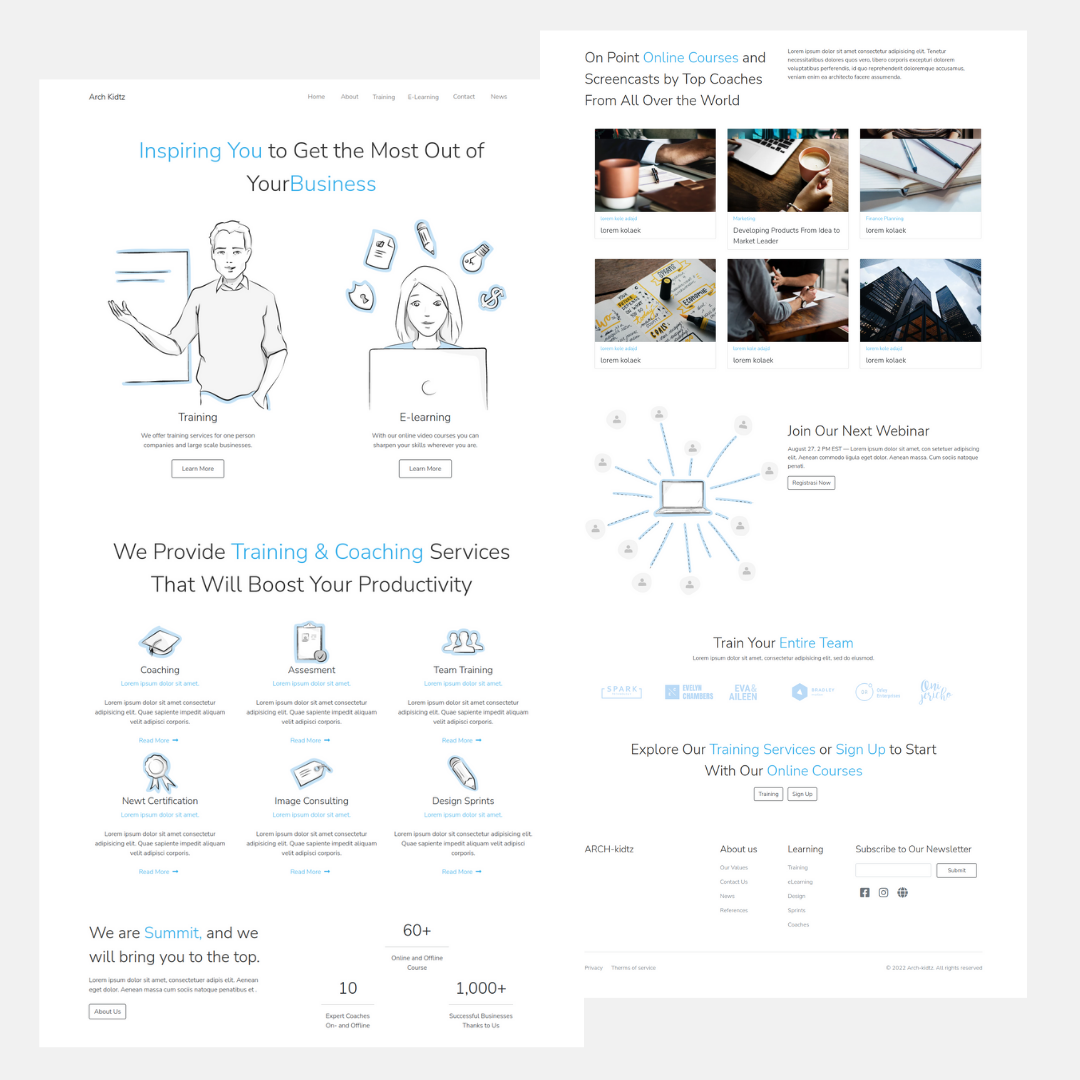 Arch Kidtz
Home
About
Training
E-Learning
Contact
News
Inspiring You to Get the Most Out of
YourBusiness
Training
We offer training services for one person
companies and large scale businesses.
Learn More
E-learning
With our online video courses you can
sharpen your skills wherever you are.
Learn More
We Provide Training & Coaching Services
That Will Boost Your Productivity
Coaching
Lorem ipsum dolor sit amet.
Lorem ipsum dolor sit amet consectetur
adipisicing elit. Quae sapiente impedit aliquam
velit adipisci corporis.
Read More
Assesment
Lorem ipsum dolor sit amet.
Lorem ipsum dolor sit amet consectetur
adipisicing elit. Quae sapiente impedit aliquam
velit adipisci corporis.
Read More
Team Training
Lorem ipsum dolor sit amet.
Lorem ipsum dolor sit amet consectetur
adipisicing elit. Quae sapiente impedit aliquam
velit adipisci corporis.
Read More
Newt Certification
Lorem ipsum dolor sit amet.
Lorem ipsum dolor sit amet consectetur
adipisicing elit. Quae sapiente impedit aliquam
velit adipisci corporis.
Read More
Image Consulting
Lorem ipsum dolor sit amet.
Lorem ipsum dolor sit amet consectetur
adipisicing elit. Quae sapiente impedit aliquam
velit adipisci corporis.
Read More
Design Sprints
Lorem ipsum dolor sit amet.
Lorem ipsum dolor sit amet consectetur adipisicing elit.
Quae sapiente impedit aliquam velit adipisci
corporis.
Read More
We are Summit, and we
will bring you to the top.
Lorem ipsum dolor sit amet, consectetuer adipis elit. Aenean
eget dolor. Aenean massa cum sociis natoque penatibus et .
About Us
60+
Online and Offline
Course
10
Expert Coaches
On- and Offline
1,000+
Successful Businesses
Thanks to Us
On Point Online Courses and
Screencasts by Top Coaches
From All Over the World
Lorem ipsum dolor sit amet consectetur adipisicing elit. Tenetur
necessitatibus dolores quos vero, libero corporis excepturi dolorem
voluptatibus perferendis, id quo reprehenderit doloremque accusamus,
veniam enim ea architecto facere assumenda.
lorem kolo adopd
lorem kolaek
Marketing
Developing Products From Idea to
Market Leader
Finance Planning
lorem kolaek
lorem kolo adopd
lorem kolaek
lorem kolo adopd
lorem kolaek
lorem kolo adopd
lorem kolaek
Join Our Next Webinar
August 27. 2 PM EST — Lorem ipsum dolor sit amet, con setetuer adipiscing
elit. Aenean commodo ligula eget dolor. Aenean massa. Cum sociis natoque
penati.
Registrasi Now
Train Your Entire Team
Lorem ipsum dolor sit amet, consectetur adipisicing elit, sed do eiusmod.
SPARK
EVELYN
CHAMBERS
EVA&
AILEEN
BRADLEY
Oni
Jericho
Explore Our Training Services or Sign Up to Start
With Our Online Courses
Training
Sign Up
ARCH-kidtz
About us
Our Values
Contact Us
News
References
Learning
Training
eLearning
Design
Sprints
Coaches
Subscribe to Our Newsletter
Submit
Privacy
Therms of service
© 2022 Arch-kidtz. All rights reserved